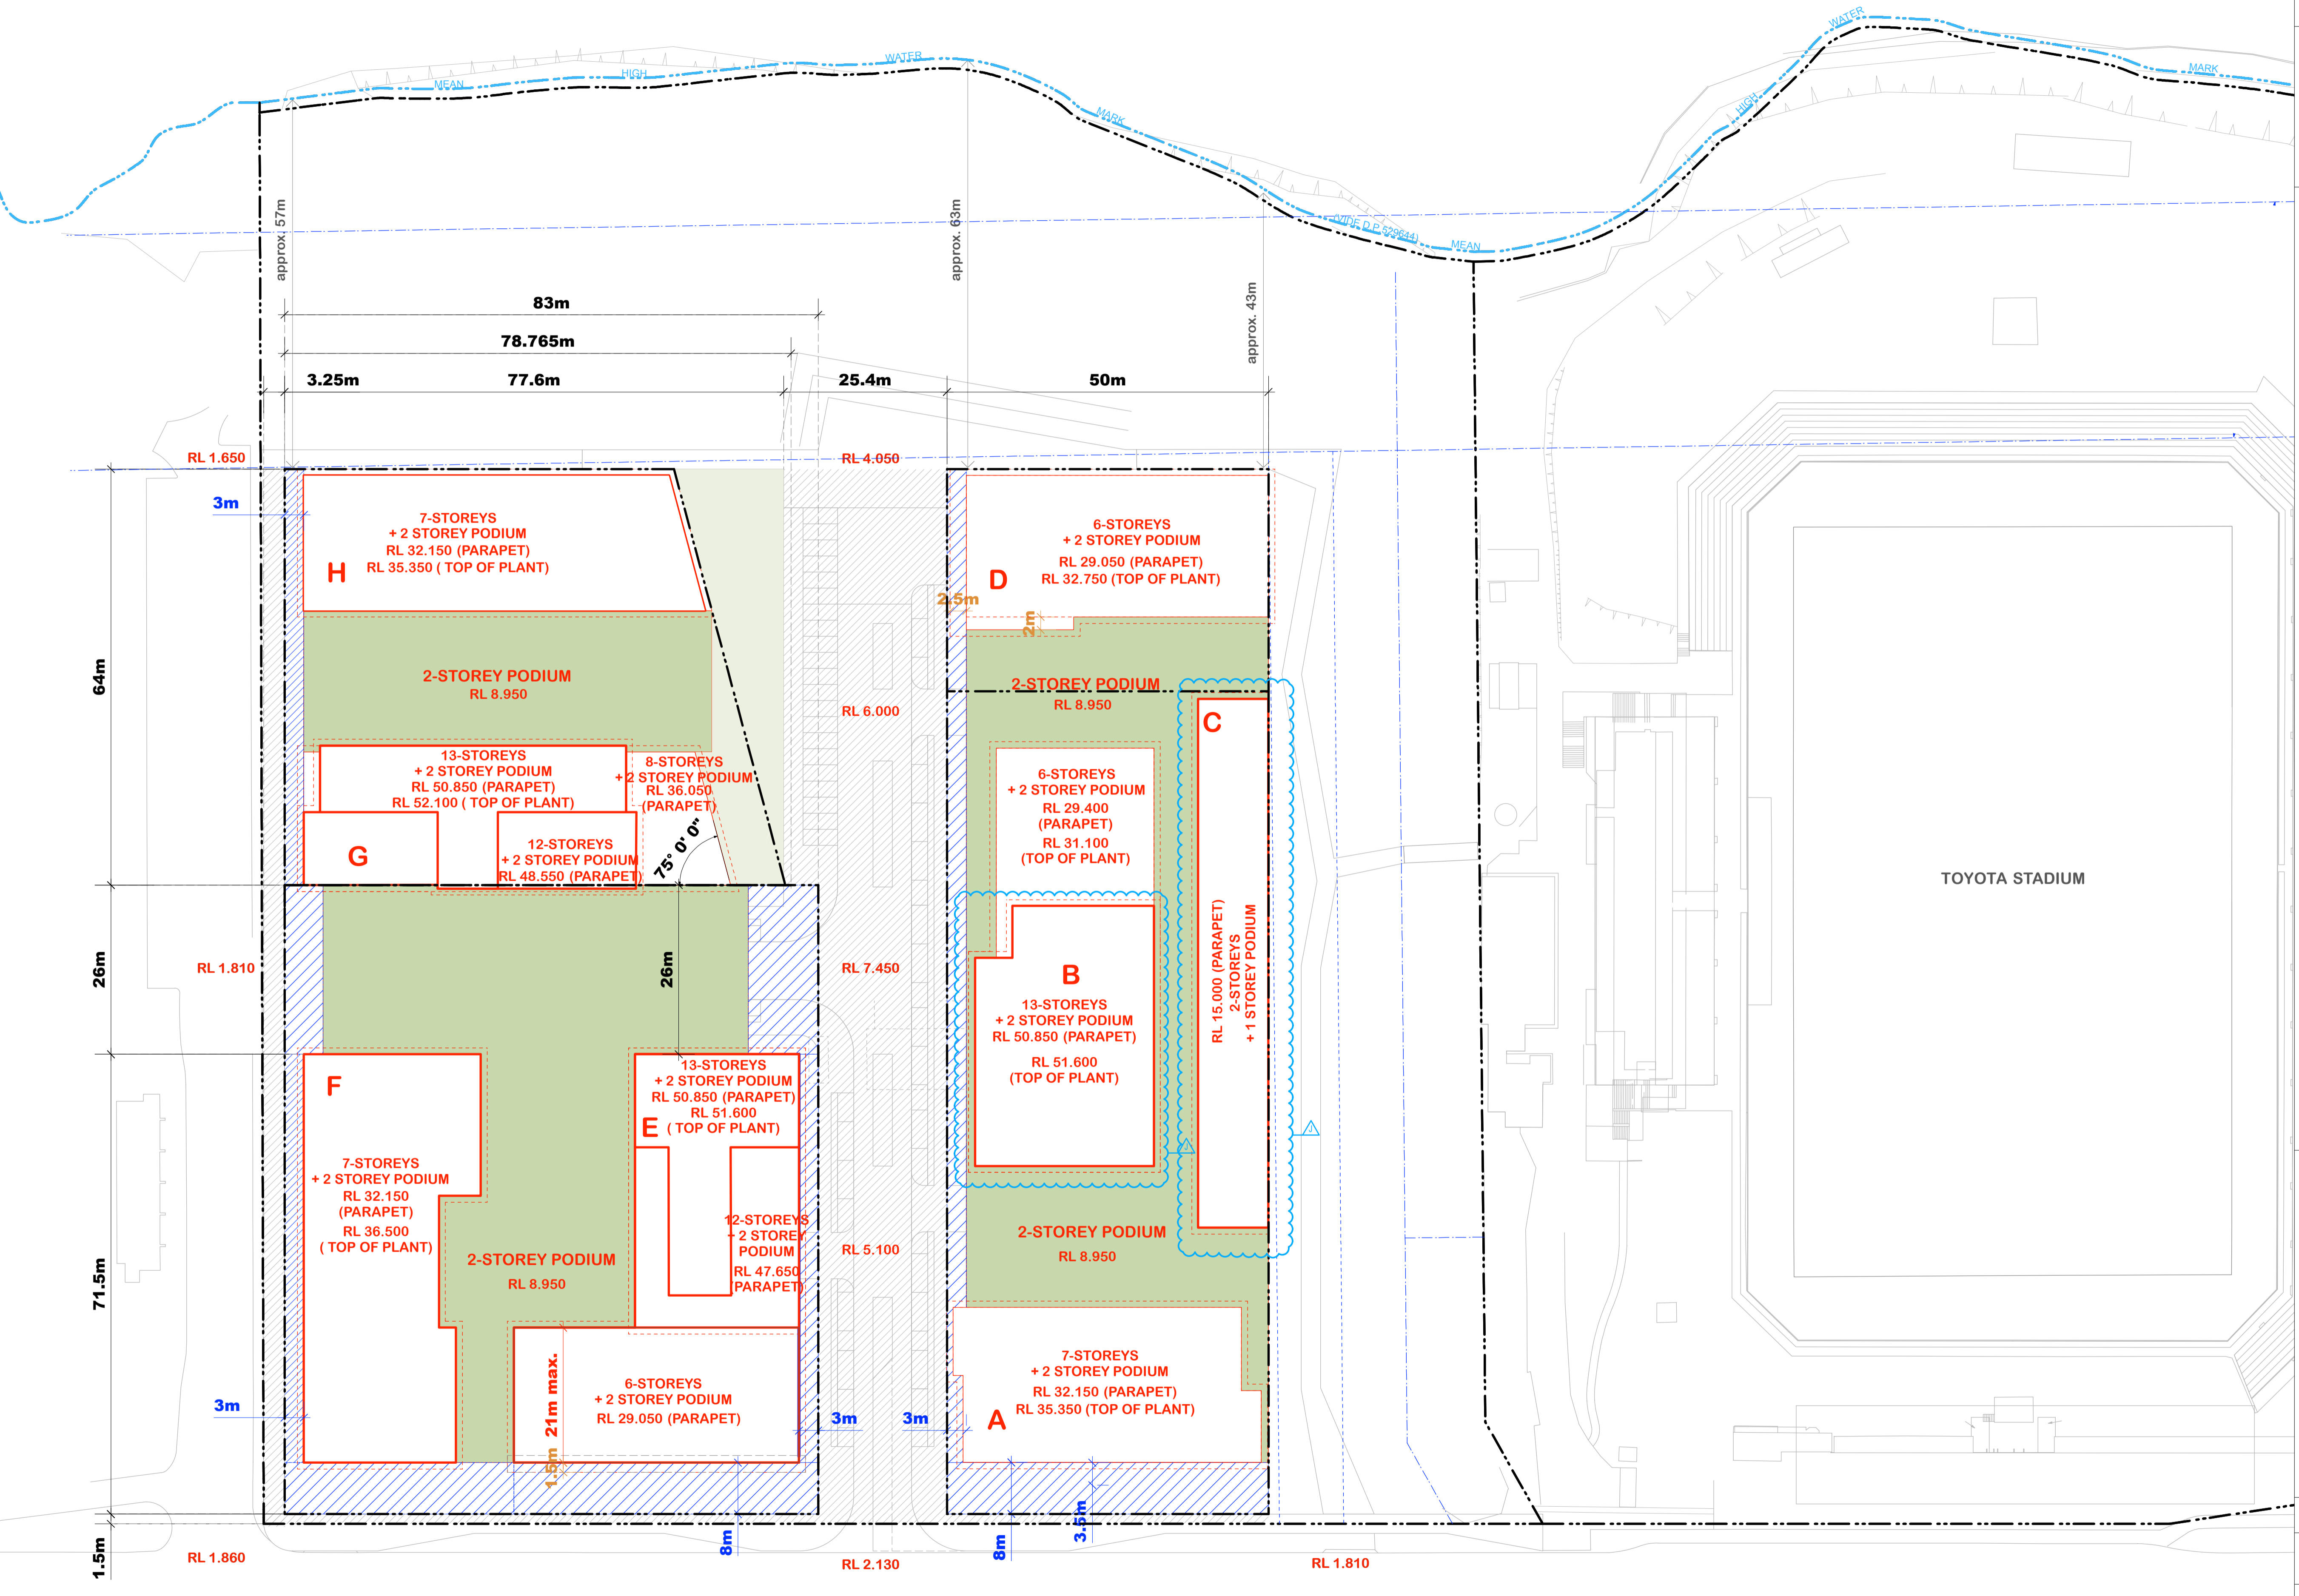 WATER
WATER
HIGH
MEAN
MARK
MARK
HIGH
(VIDE D.P 529644)
MEAN
approx. 57m
approx. 63m
approx. 43m
83m
78.765m
3.25m
77.6m
25.4m
50m
RL 1.650
RL 4.050
3m
7-STOREYS
+ 2 STOREY PODIUM
RL 32.150 (PARAPET)
RL 35.350 ( TOP OF PLANT)
H
6-STOREYS
+ 2 STOREY PODIUM
RL 29.050 (PARAPET)
RL 32.750 (TOP OF PLANT)
D
2.5m
2m
64m
2-STOREY PODIUM
RL 8.950
2-STOREY PODIUM
RL 8.950
RL 6.000
C
13-STOREYS
+ 2 STOREY PODIUM
RL 50.850 (PARAPET)
RL 52.100 ( TOP OF PLANT)
8-STOREYS
+ 2 STOREY PODIUM
RL 36.050
(PARAPET)
6-STOREYS
+ 2 STOREY PODIUM
RL 29.400
(PARAPET)
RL 31.100
(TOP OF PLANT)
G
12-STOREYS
+ 2 STOREY PODIUM
RL 48.550 (PARAPET)
75° 0' 0"
TOYOTA STADIUM
26m
RL 1.810
26m
RL 7.450
B
13-STOREYS
+ 2 STOREY PODIUM
RL 50.850 (PARAPET)
RL 51.600
(TOP OF PLANT)
RL 15.000 (PARAPET)
2-STOREYS
+ 1 STOREY PODIUM
F
13-STOREYS
+ 2 STOREY PODIUM
RL 50.850 (PARAPET)
RL 51.600
( TOP OF PLANT)
E
J
J
7-STOREYS
+ 2 STOREY PODIUM
RL 32.150
(PARAPET)
RL 36.500
( TOP OF PLANT)
12-STOREYS
+ 2 STOREY
PODIUM
RL 47.650
(PARAPET)
RL 5.100
2-STOREY PODIUM
RL 8.950
2-STOREY PODIUM
RL 8.950
71.5m
21m max.
1.5m
6-STOREYS
+ 2 STOREY PODIUM
RL 29.050 (PARAPET)
7-STOREYS
+ 2 STOREY PODIUM
RL 32.150 (PARAPET)
RL 35.350 (TOP OF PLANT)
A
3m
3m
3m
8m
8m
3.5m
1.5m
RL 1.860
RL 2.130
RL 1.810